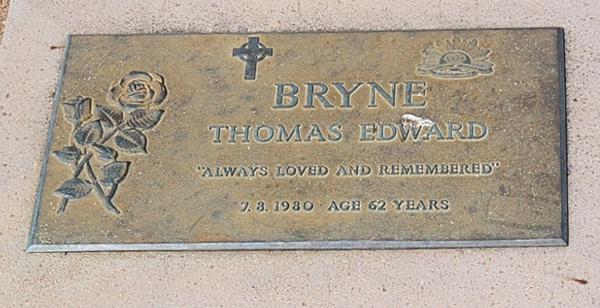 BRYNE
THOMAS EDWARD
"ALWAYS LOVED AND REMEMBERED"
7. 8. 1980 AGE 62 YEARS